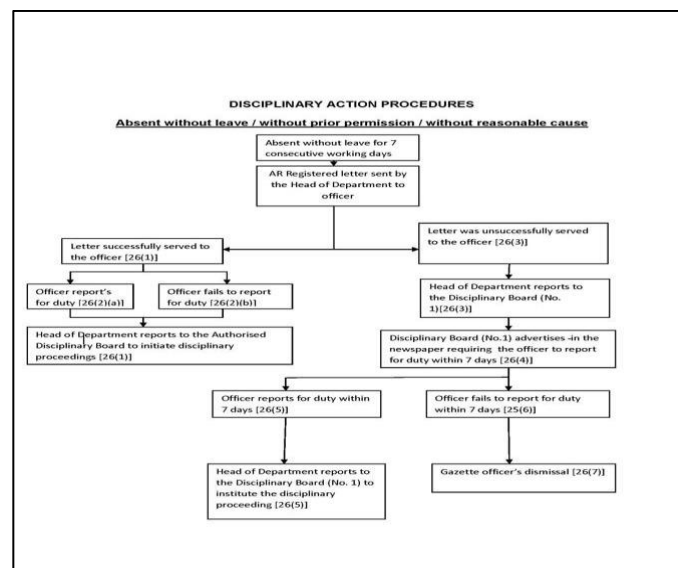 DISCIPLINARY ACTION PROCEDURES
Absent without leave / without prior permission / without reasonable cause
Absent without leave for 7
consecutive working days
AR Registered letter sent by
the Head of Department to
officer
Letter successfully served to
the officer [26(1)]
Letter was unsuccessfully served
to the officer [26(3)]
Officer report's
for duty [26(2)(a)]
Officer fails to report
for duty [26(2)(b)]
Head of Department reports to
the Disciplinary Board (No.
1)[26(3)]
Head of Department reports to the Authorised
Disciplinary Board to initiate disciplinary
proceedings [26(1)]
Disciplinary Board (No.1) advertises -in the
newspaper requiring the officer to report
for duty within 7 days [26(4)]
Officer reports for duty within
7 days [26(5)]
Officer fails to report for duty
within 7 days [25(6)]
Head of Department reports to
the Disciplinary Board (No. 1) to
institute the disciplinary
proceeding [26(5)]
Gazette officer's dismissal [26(7)]